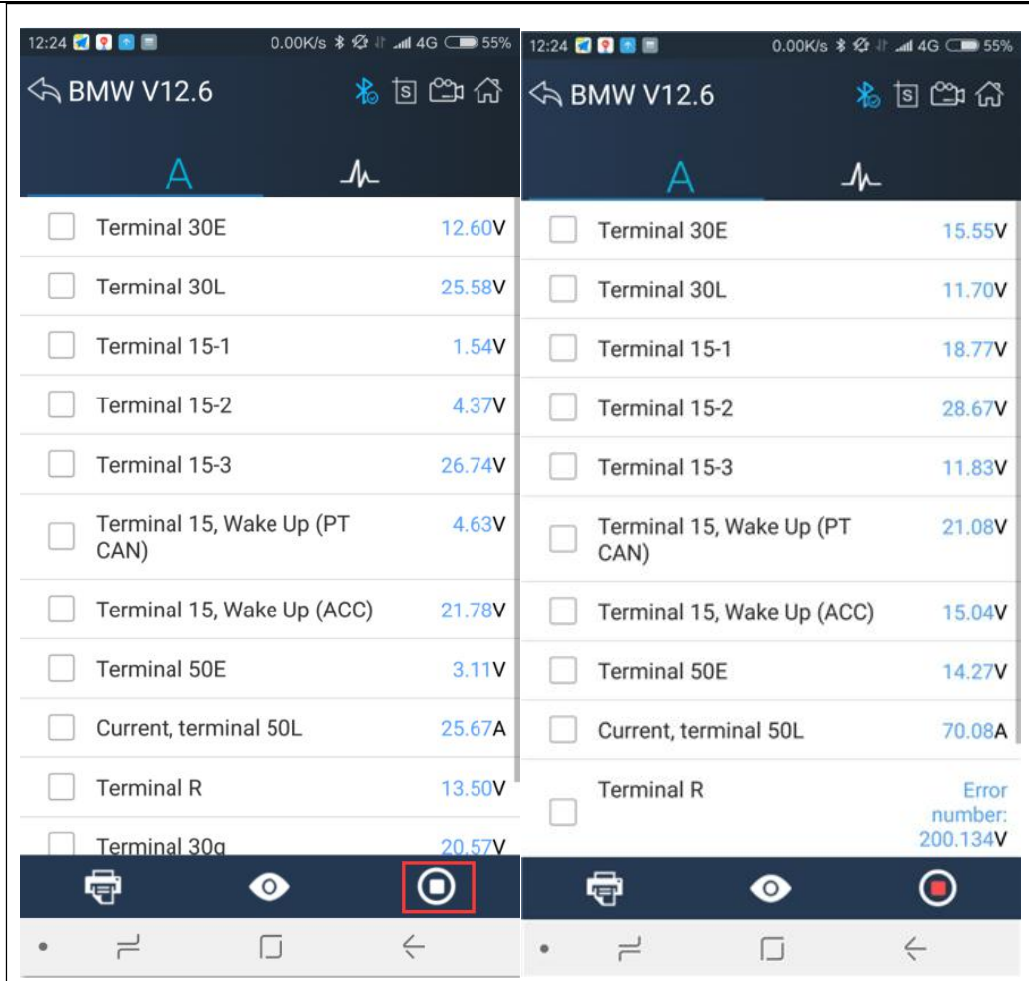 12:24 0.00K/s 4G 55%
BMW V12.6
S
A
Terminal 30E 12.60V
Terminal 30L 25.58V
Terminal 15-1 1.54V
Terminal 15-2 4.37V
Terminal 15-3 26.74V
Terminal 15, Wake Up (PT 4.63V
CAN)
Terminal 15, Wake Up (ACC) 21.78V
Terminal 50E 3.11V
Current, terminal 50L 25.67A
Terminal R 13.50V
Terminal 30g 20.57V
12:24 0.00K/s 4G 55%
BMW V12.6
S
A
Terminal 30E 15.55V
Terminal 30L 11.70V
Terminal 15-1 18.77V
Terminal 15-2 28.67V
Terminal 15-3 11.83V
Terminal 15, Wake Up (PT 21.08V
CAN)
Terminal 15, Wake Up (ACC) 15.04V
Terminal 50E 14.27V
Current, terminal 50L 70.08A
Terminal R Error
number:
200.134V